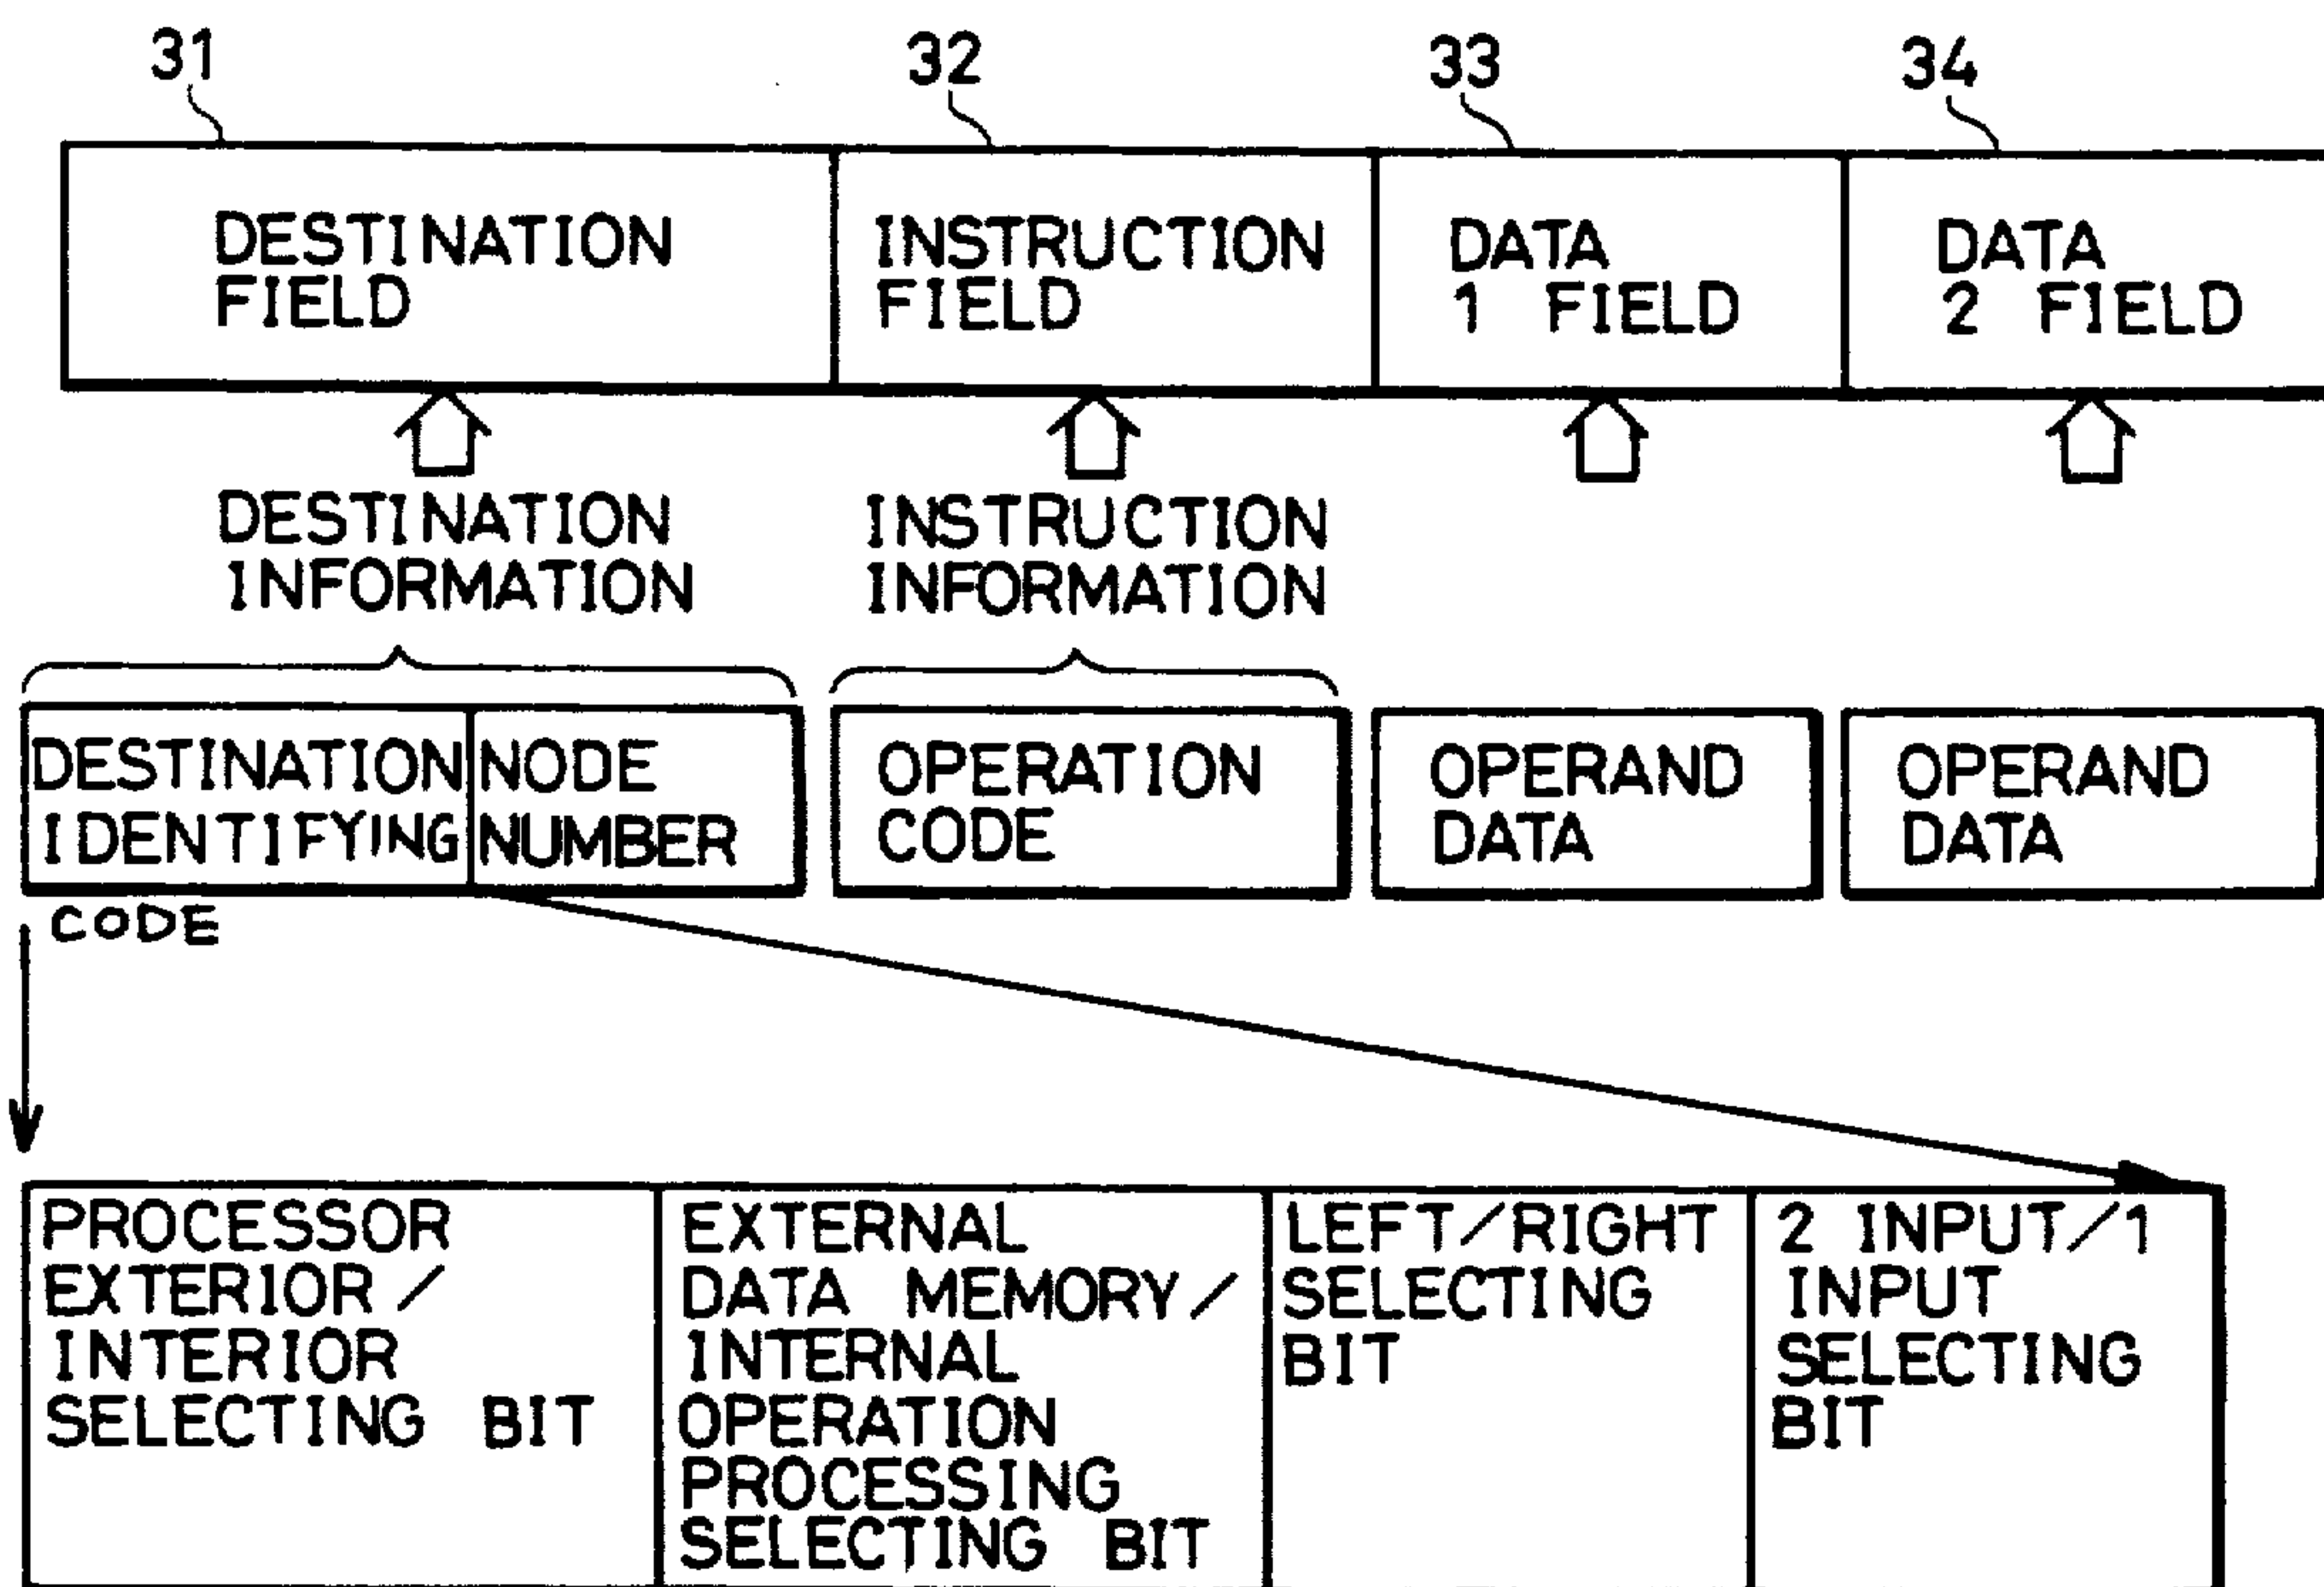 31 32 33 34
DESTINATION FIELD
INSTRUCTION FIELD
DATA 1 FIELD
DATA 2 FIELD
DESTINATION INFORMATION
INSTRUCTION INFORMATION
DESTINATION IDENTIFYING CODE
NODE NUMBER
OPERATION CODE
OPERAND DATA
OPERAND DATA
PROCESSOR
EXTERIOR/
INTERIOR
SELECTING BIT
EXTERNAL
DATA MEMORY/
INTERNAL
OPERATION
PROCESSING
SELECTING BIT
LEFT/RIGHT
SELECTING
BIT
2 INPUT/1
INPUT
SELECTING
BIT